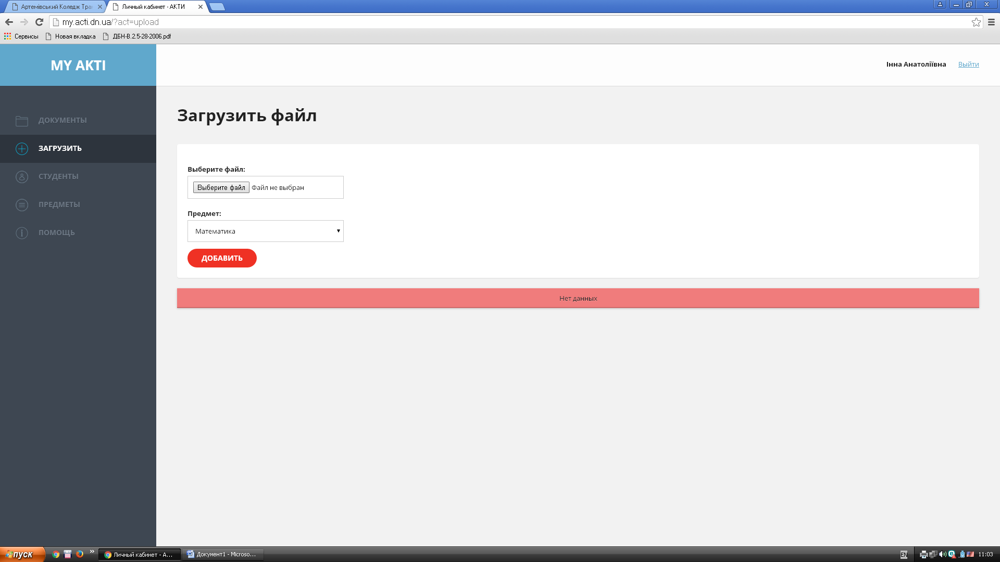 Артемівський Коледж Тра
Личный кабинет - АКТИ
my.acti.dn.ua/?act=upload
Сервисы
Новая вкладка
ДБН-В.2.5-28-2006.pdf
MY AKTI
Інна Анатоліївна
Выйти
ДОКУМЕНТЫ
ЗАГРУЗИТЬ
СТУДЕНТЫ
ПРЕДМЕТЫ
ПОМОЩЬ
Загрузить файл
Выберите файл:
Выберите файл Файл не выбран
Предмет:
Математика
ДОБАВИТЬ
Нет данных
пуск
Личный кабинет - А...
Документ1 - Microso...
EN
11:03